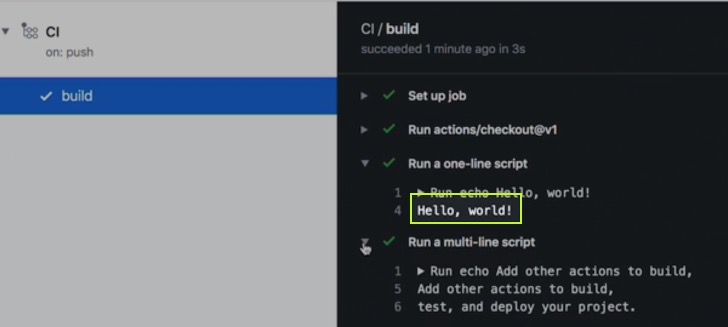 CI
on: push
build
CI / build
succeeded 1 minute ago in 3s
Set up job
Run actions/checkout@v1
Run a one-line script
1 Run echo Hello, world!
4 Hello, world!
Run a multi-line script
1 Run echo Add other actions to build,
5 Add other actions to build,
6 test, and deploy your project.